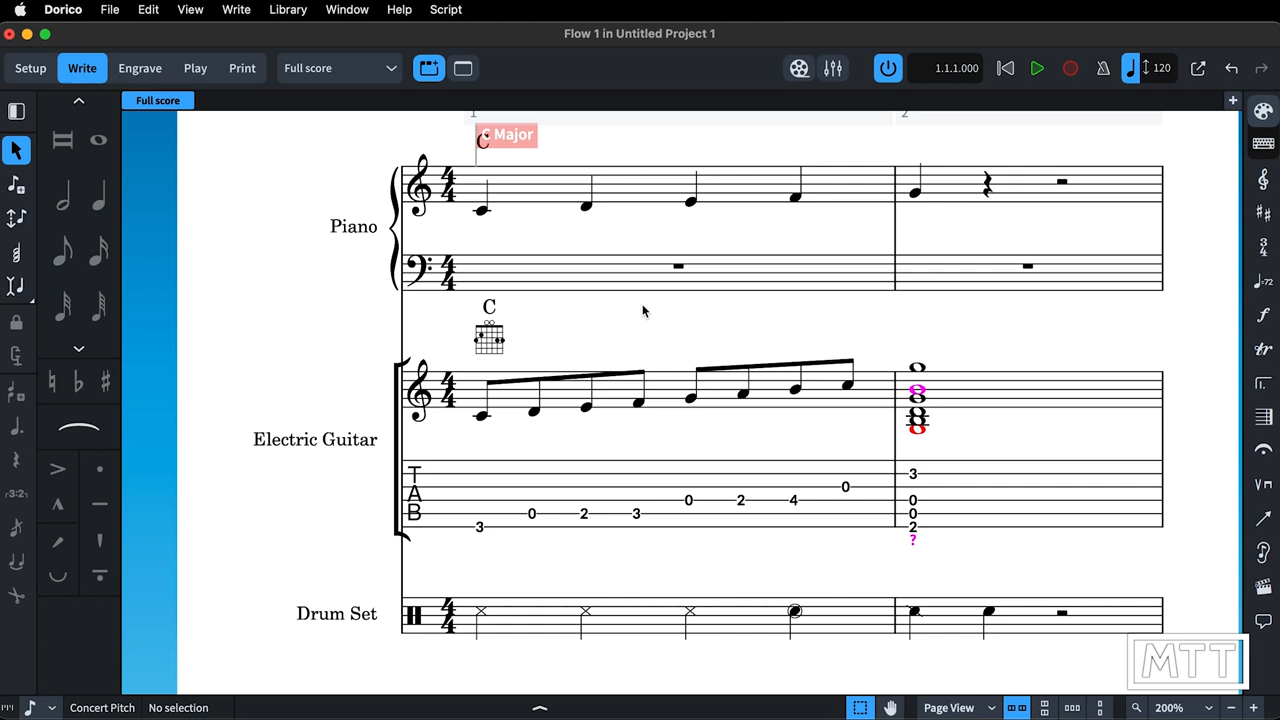 Dorico File Edit View Write Library Window Help Script
Flow 1 in Untitled Project 1
Setup Write Engrave Play Print Full score 1.1.1.000 120
Full score
1 2
C C Major
Piano
C
Electric Guitar
T
A
B
3 0 2 3 0 2 4 0
3
0
0
2
?
Drum Set
MTT
Concert Pitch No selection Page View 200%